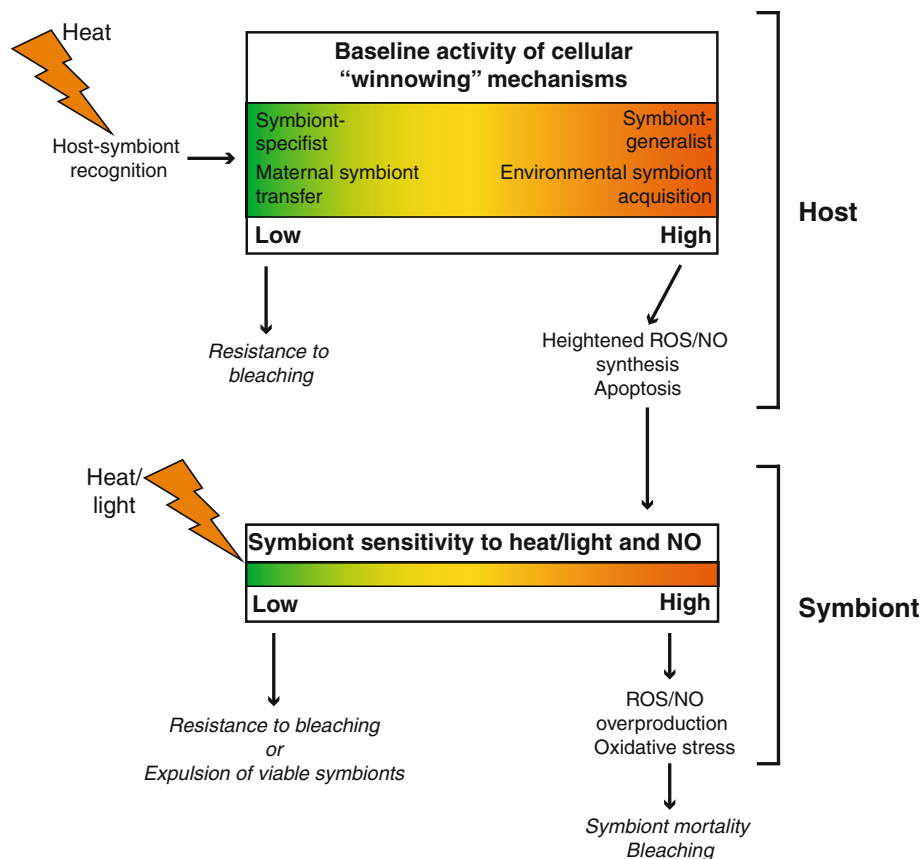 Heat
Host-symbiont
recognition
Baseline activity of cellular
“winnowing” mechanisms
Symbiont-
specifist
Maternal symbiont
transfer
Symbiont-
generalist
Environmental symbiont
acquisition
Low
High
Host
Resistance to
bleaching
Heightened ROS/NO
synthesis
Apoptosis
Heat/
light
Symbiont sensitivity to heat/light and NO
Low
High
Symbiont
Resistance to bleaching
or
Expulsion of viable symbionts
ROS/NO
overproduction
Oxidative stress
Symbiont mortality
Bleaching